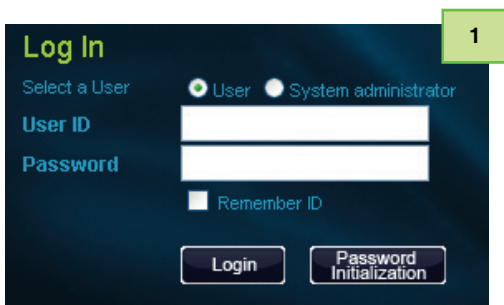 1
Log In
Select a User User System administrator
User ID
Password
Remember ID
Login Password
Initialization